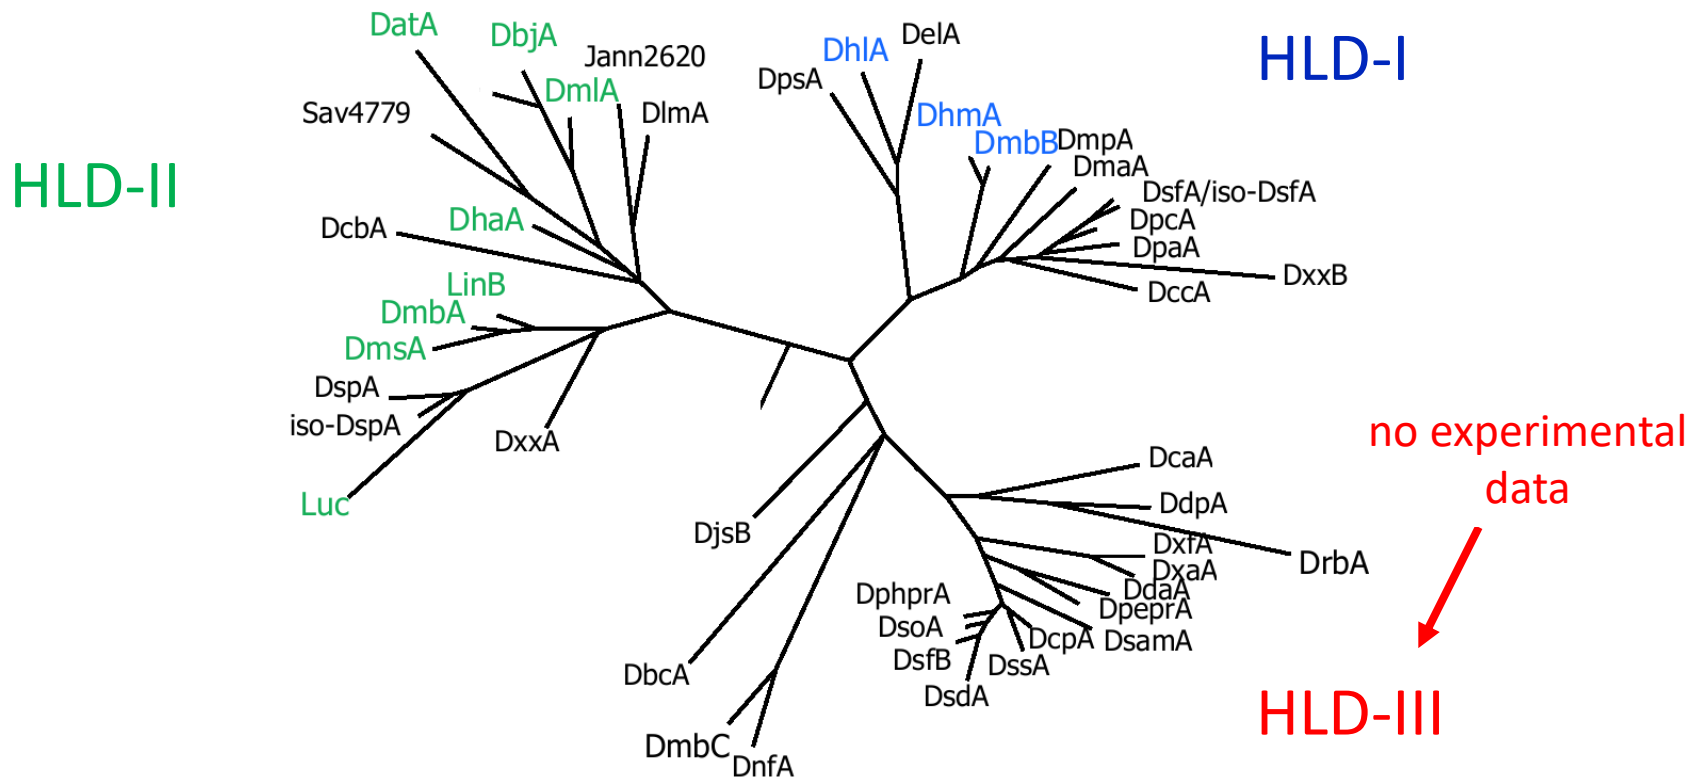 DatA
DbjA
Jann2620
DmlA
DlmA
Sav4779
HLD-II
DhaA
DcbA
LinB
DmbA
DmsA
DspA
iso-DspA
DxxA
Luc
DelA
DhlA
DpsA
HLD-I
DhmA
DmbB
DmpA
DmaA
DsfA/iso-DsfA
DpcA
DpaA
DxxB
DccA
no experimental
data
DcaA
DdpA
DjsB
DxfA
DrbA
DxaA
DdaA
DpeprA
DphprA
DsoA
DcpA
DsamA
DsfB
DssA
DbcA
DsdA
HLD-III
DmbC
DnfA